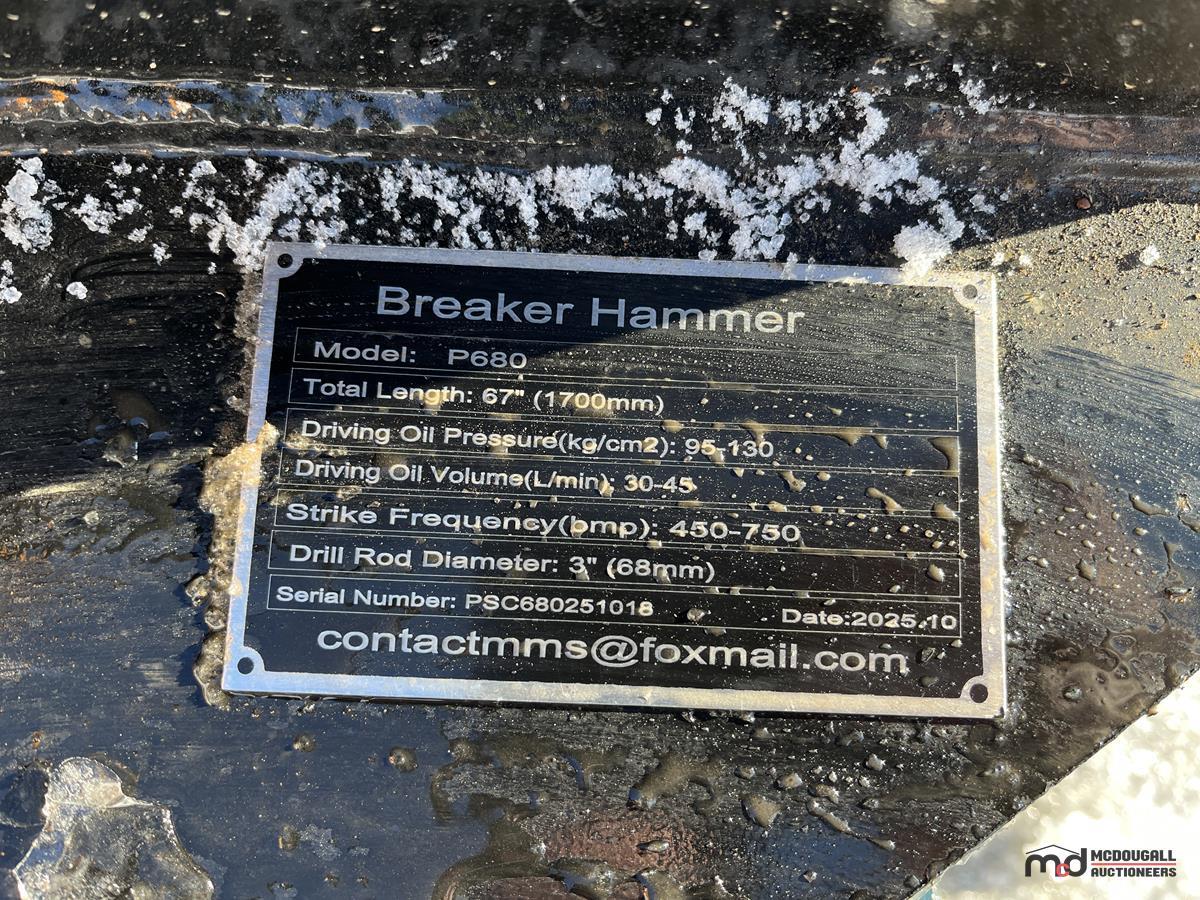 Breaker Hammer
Model: P680
Total Length: 67" (1700mm)
Driving Oil Pressure(kg/cm2): 95-130
Driving Oil Volume(L/min): 30-45
Strike Frequency(bmp): 450-750
Drill Rod Diameter: 3" (68mm)
Serial Number: PSC680251018 Date:2025.10
contactmms@foxmail.com
md MCDOUGALL
AUCTIONEERS